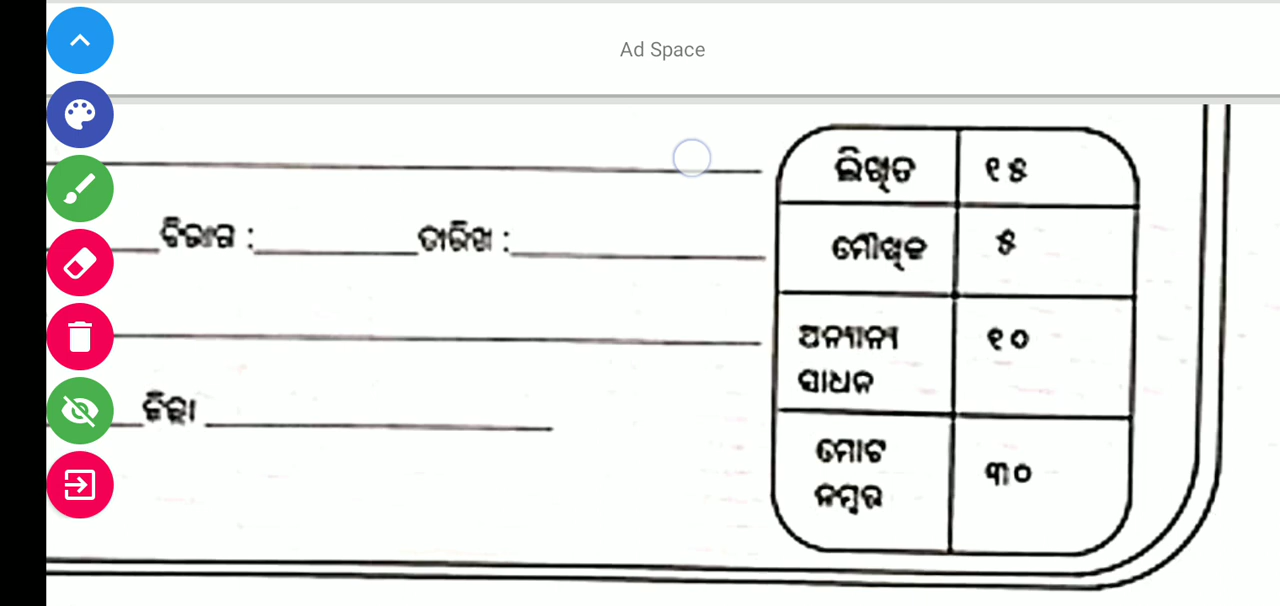 Ad Space
ଲିଖିତ ୧୫
ବିଭାଗ : ତାରିଖ :
ମୌଖିକ ୫
ଅନ୍ୟାନ୍ୟ
ସାଧନ ୧୦
ଜିଲ୍ଲା
ମୋଟ
ନମ୍ବର ୩୦